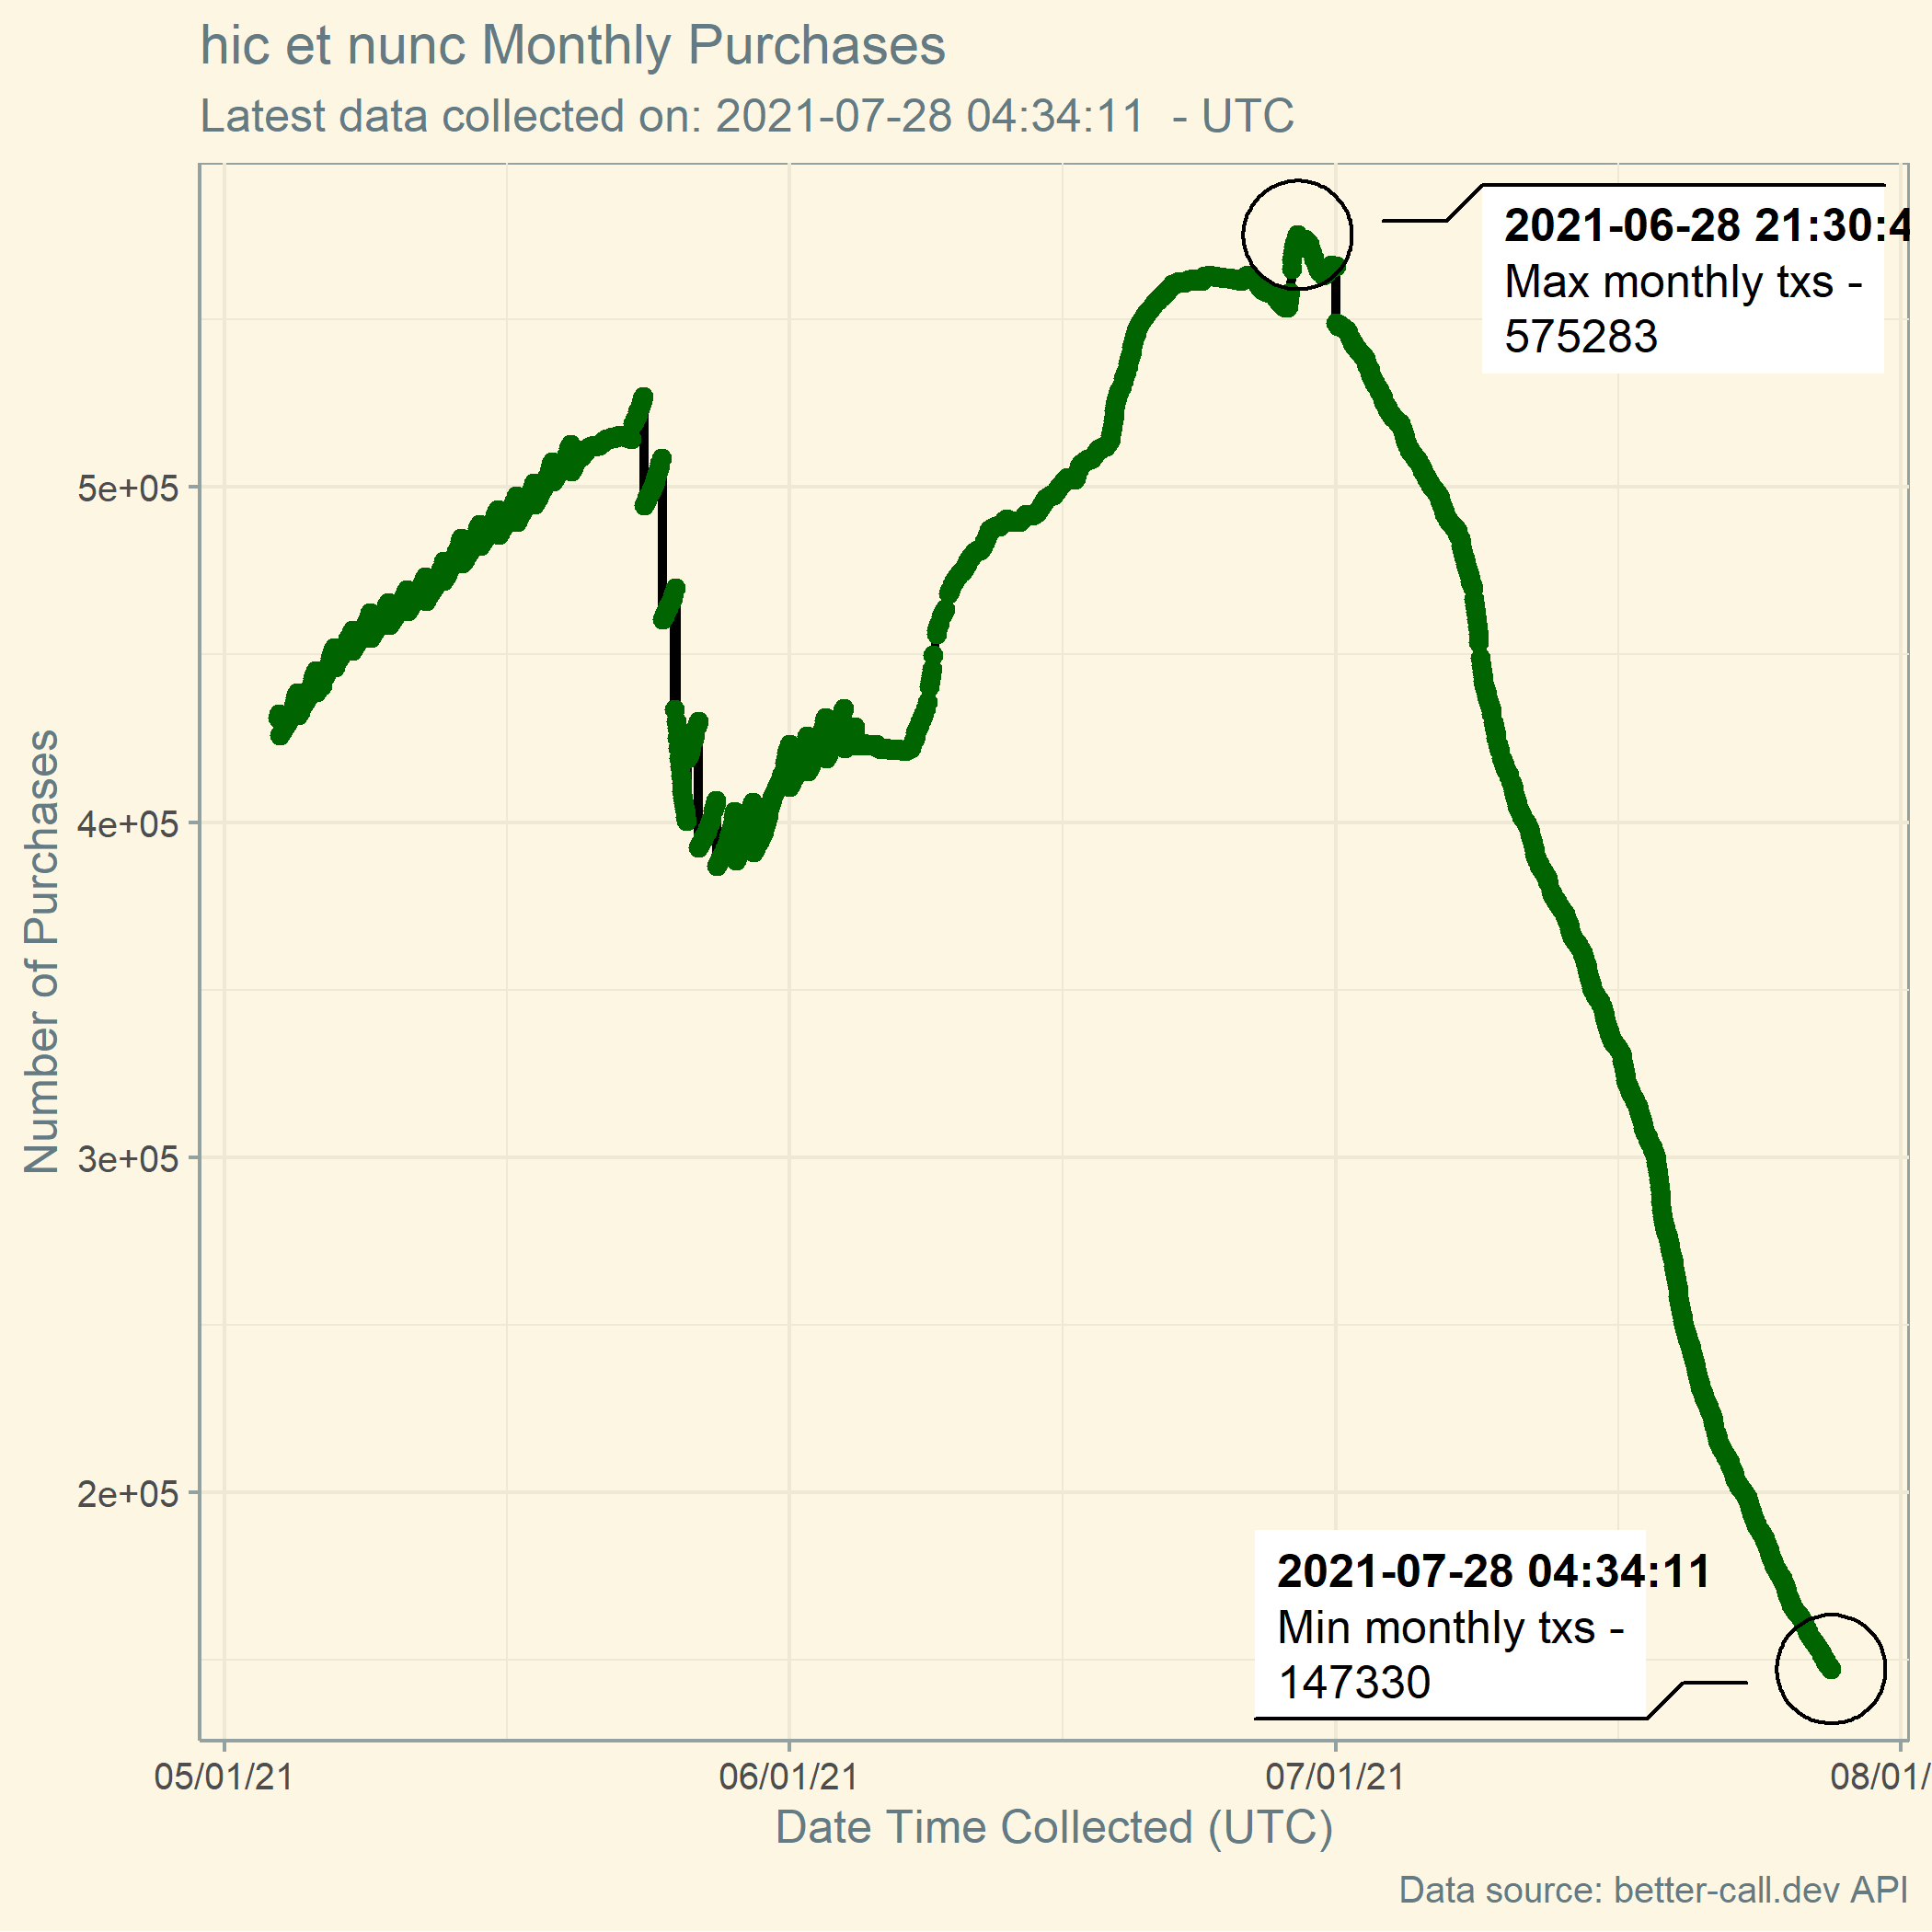 hic et nunc Monthly Purchases
Latest data collected on: 2021-07-28 04:34:11  - UTC
2021-06-28 21:30:4
Max monthly txs -
575283
5e+05
4e+05
3e+05
2e+05
Number of Purchases
2021-07-28 04:34:11
Min monthly txs -
147330
05/01/21
06/01/21
07/01/21
08/01/
Date Time Collected (UTC)
Data source: better-call.dev API